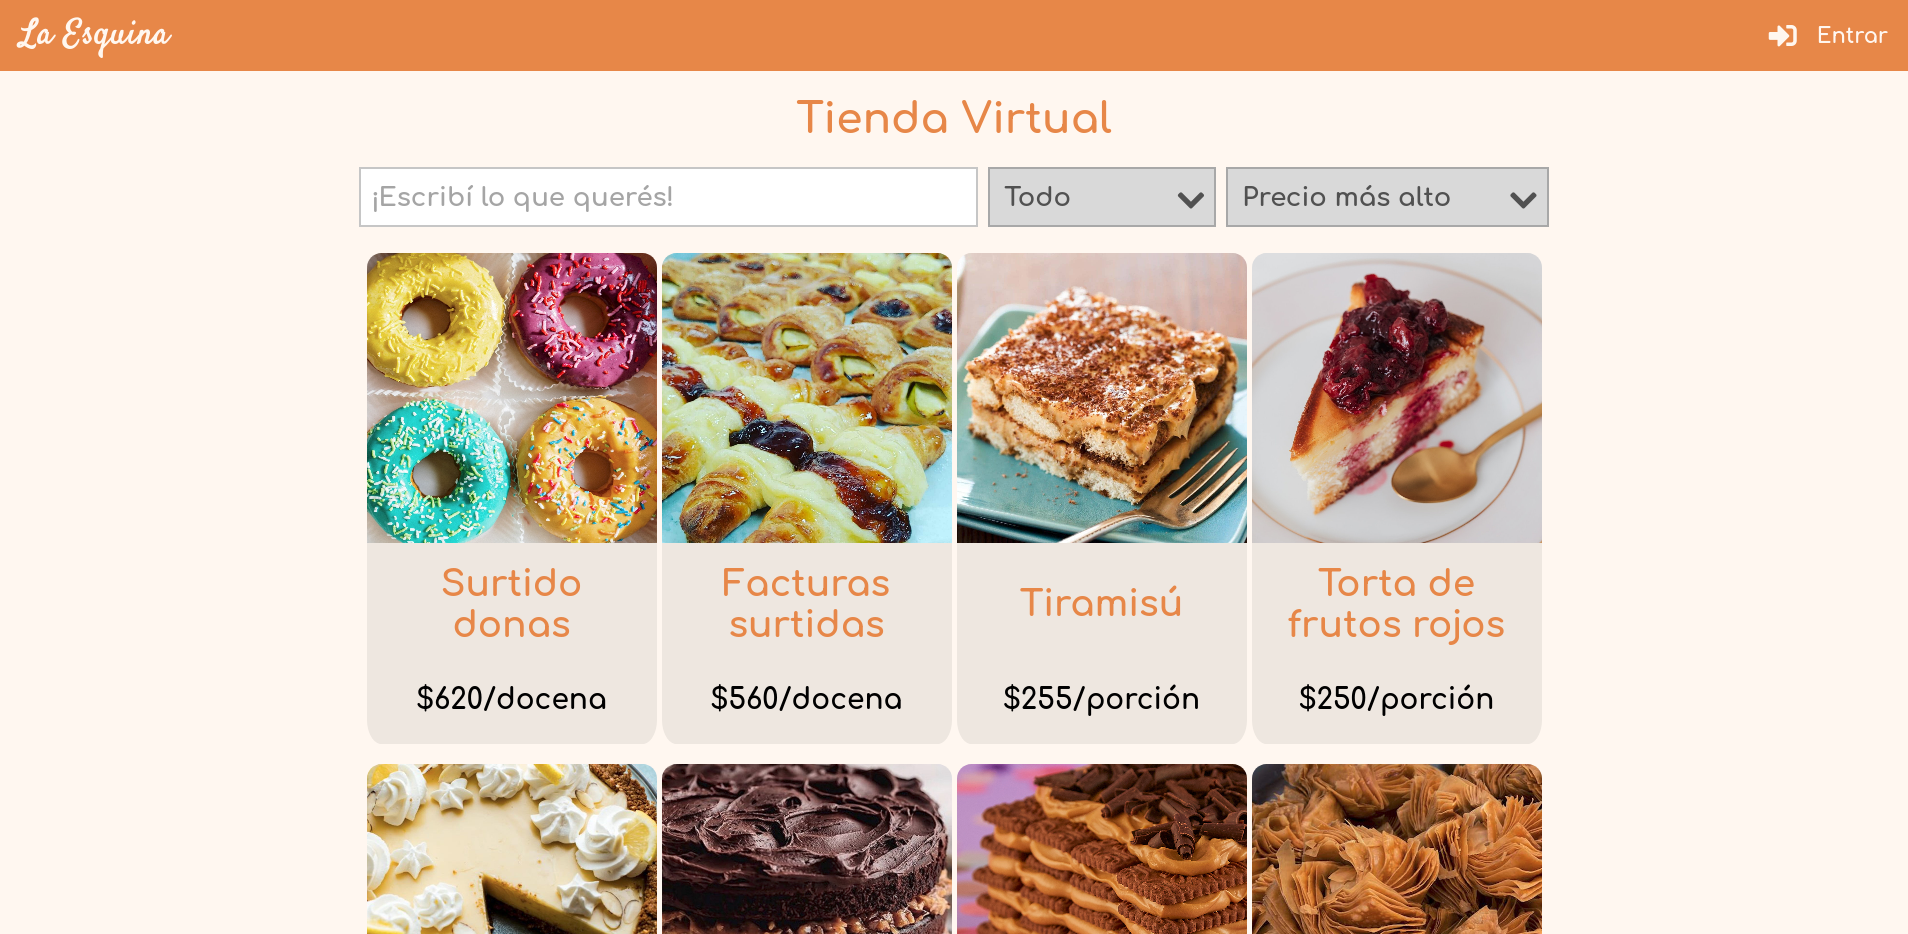 La Esquina
Entrar
Tienda Virtual
¡Escribí lo que querés!
Todo
Precio más alto
Surtido
donas
Facturas
surtidas
Tiramisú
Torta de
frutos rojos
$620/docena
$560/docena
$255/porción
$250/porción